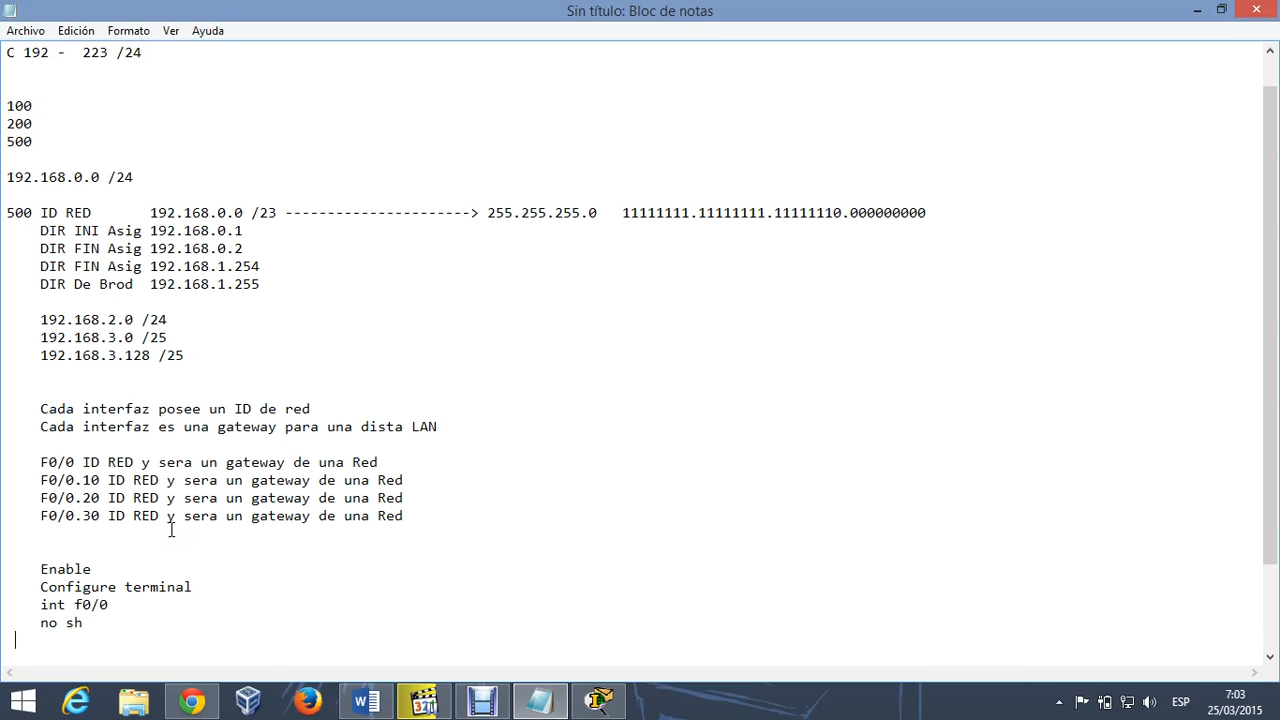 Sin título: Bloc de notas
Archivo Edición Formato Ver Ayuda
C 192 -  223 /24
100
200
500
192.168.0.0 /24
500 ID RED       192.168.0.0 /23 ----------------------> 255.255.255.0   11111111.11111111.11111110.000000000
DIR INI Asig 192.168.0.1
DIR FIN Asig 192.168.0.2
DIR FIN Asig 192.168.1.254
DIR De Brod  192.168.1.255
192.168.2.0 /24
192.168.3.0 /25
192.168.3.128 /25
Cada interfaz posee un ID de red
Cada interfaz es una gateway para una dista LAN
F0/0 ID RED y sera un gateway de una Red
F0/0.10 ID RED y sera un gateway de una Red
F0/0.20 ID RED y sera un gateway de una Red
F0/0.30 ID RED y sera un gateway de una Red
Enable
Configure terminal
int f0/0
no sh
321
ESP
7:03
25/03/2015